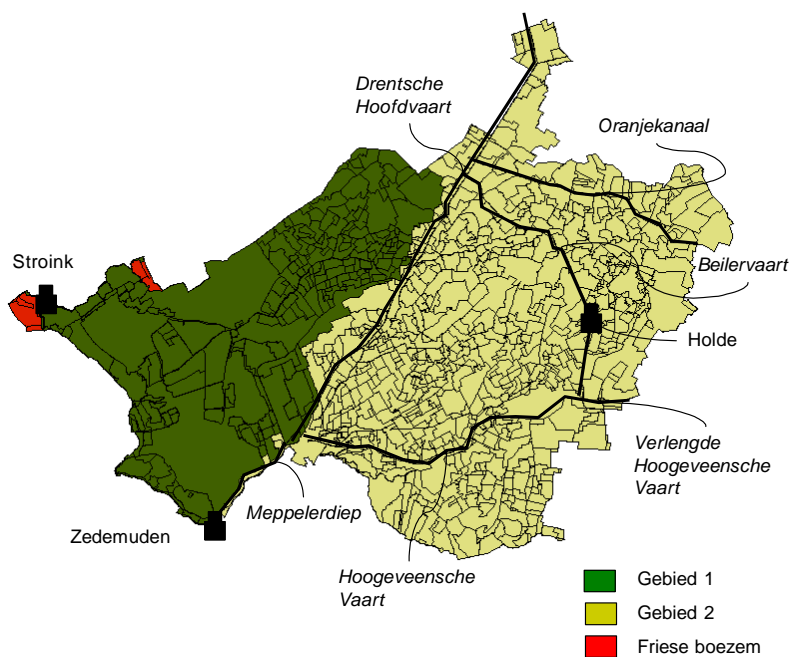 Drentsche
Hoofdvaart
Oranjekanaal
Stroink
Beilervaart
Holde
Verlengde
Hoogeveensche
Vaart
Meppelerdiep
Zedemuden
Hoogeveensche
Vaart
Gebied 1
Gebied 2
Friese boezem